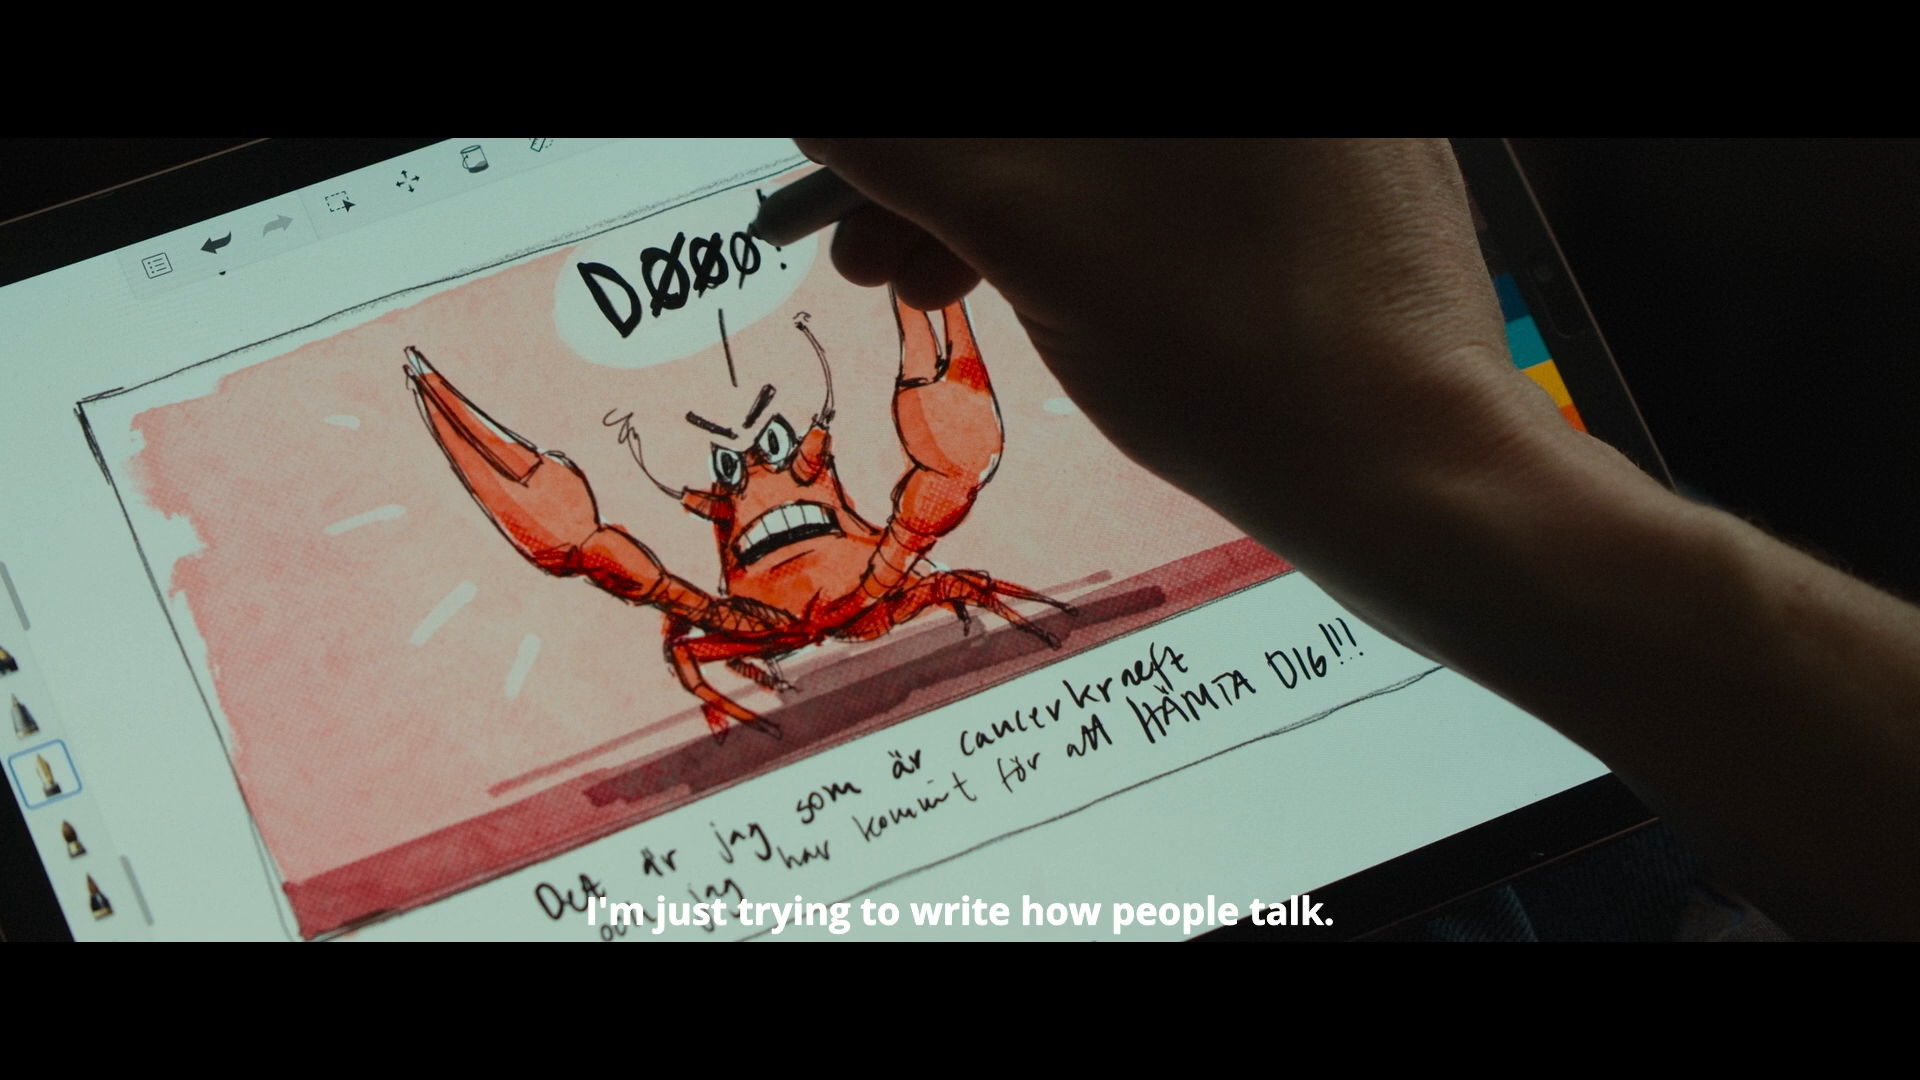 DØØØ!
Det är jag som är cancerkräft
och jag har kommit för att HÄMTA DIG!!!
I'm just trying to write how people talk.